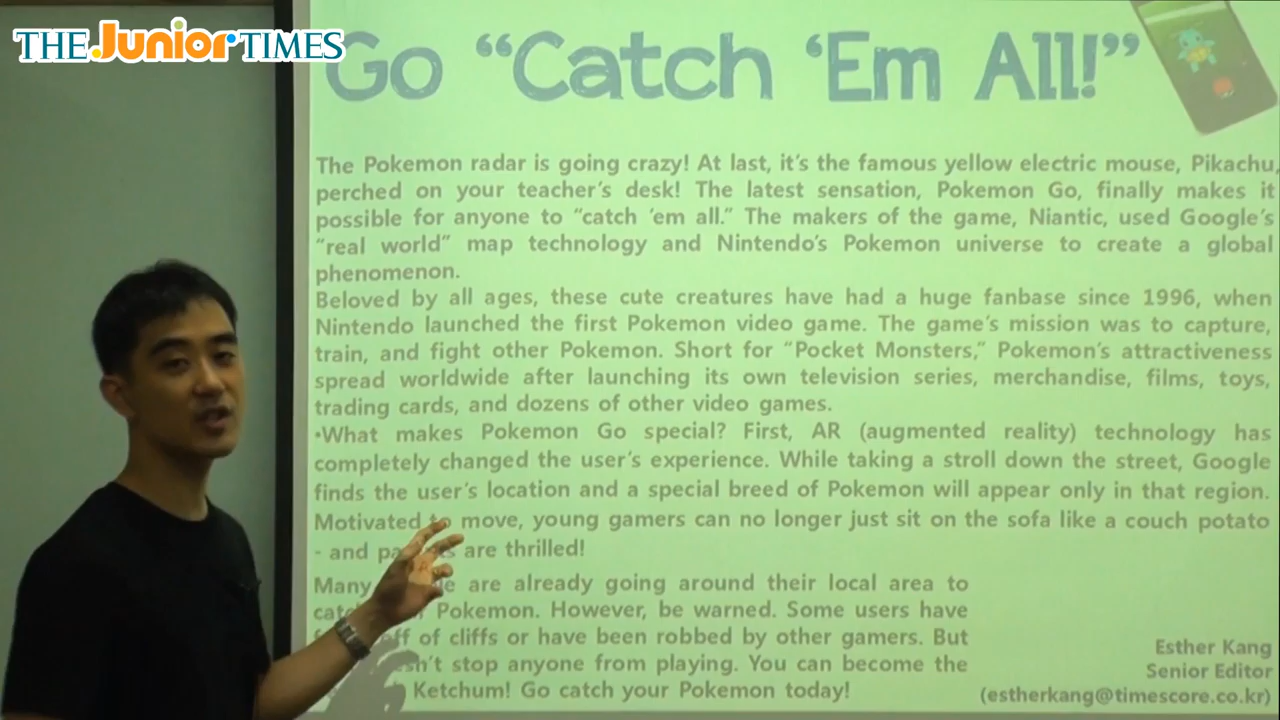 THE Junior TIMES
Go “Catch ‘Em All!”
The Pokemon radar is going crazy! At last, it’s the famous yellow electric mouse, Pikachu,
perched on your teacher’s desk! The latest sensation, Pokemon Go, finally makes it
possible for anyone to “catch ‘em all.” The makers of the game, Niantic, used Google’s
“real world” map technology and Nintendo’s Pokemon universe to create a global
phenomenon.
Beloved by all ages, these cute creatures have had a huge fanbase since 1996, when
Nintendo launched the first Pokemon video game. The game’s mission was to capture,
train, and fight other Pokemon. Short for “Pocket Monsters,” Pokemon’s attractiveness
spread worldwide after launching its own television series, merchandise, films, toys,
trading cards, and dozens of other video games.
•What makes Pokemon Go special? First, AR (augmented reality) technology has
completely changed the user’s experience. While taking a stroll down the street, Google
finds the user’s location and a special breed of Pokemon will appear only in that region.
Motivated to move, young gamers can no longer just sit on the sofa like a couch potato
- and are thrilled!
Many are already going around their local area to
Pokemon. However, be warned. Some users have
off of cliffs or have been robbed by other gamers. But
stop anyone from playing. You can become the
Ketchum! Go catch your Pokemon today!
Esther Kang
Senior Editor
(estherkang@timescore.co.kr)